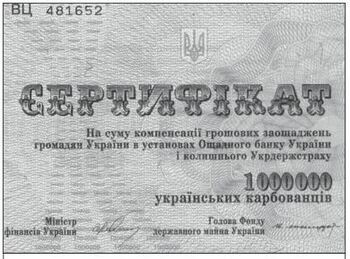 ВЦ 481652
СЕРТИФІКАТ
На суму компенсації грошових заощаджень
громадян України в установах Ощадного банку України
і колишнього Укрдержстраху
1000000
українських карбованців
Міністр
фінансів України
Голова Фонду
державного майна України